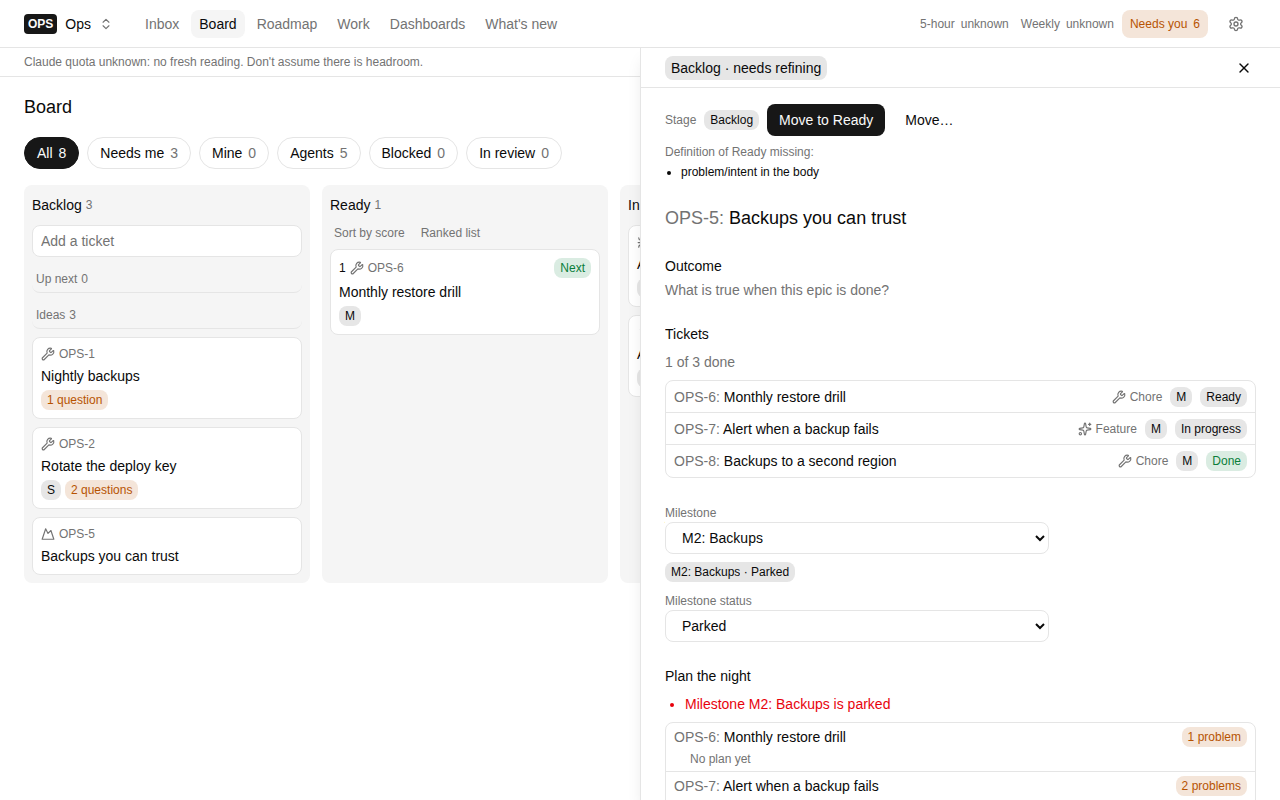 OPS Ops Inbox Board Roadmap Work Dashboards What's new 5-hour unknown Weekly unknown Needs you 6
Claude quota unknown: no fresh reading. Don't assume there is headroom.
Board
All 8 Needs me 3 Mine 0 Agents 5 Blocked 0 In review 0
Backlog 3
Add a ticket
Up next 0
Ideas 3
OPS-1
Nightly backups
1 question
OPS-2
Rotate the deploy key
S 2 questions
OPS-5
Backups you can trust
Ready 1
Sort by score Ranked list
1 OPS-6 Next
Monthly restore drill
M
In
Backlog · needs refining
Stage Backlog Move to Ready Move…
Definition of Ready missing:
• problem/intent in the body
OPS-5: Backups you can trust
Outcome
What is true when this epic is done?
Tickets
1 of 3 done
OPS-6: Monthly restore drill Chore M Ready
OPS-7: Alert when a backup fails Feature M In progress
OPS-8: Backups to a second region Chore M Done
Milestone
M2: Backups
M2: Backups · Parked
Milestone status
Parked
Plan the night
• Milestone M2: Backups is parked
OPS-6: Monthly restore drill 1 problem
No plan yet
OPS-7: Alert when a backup fails 2 problems